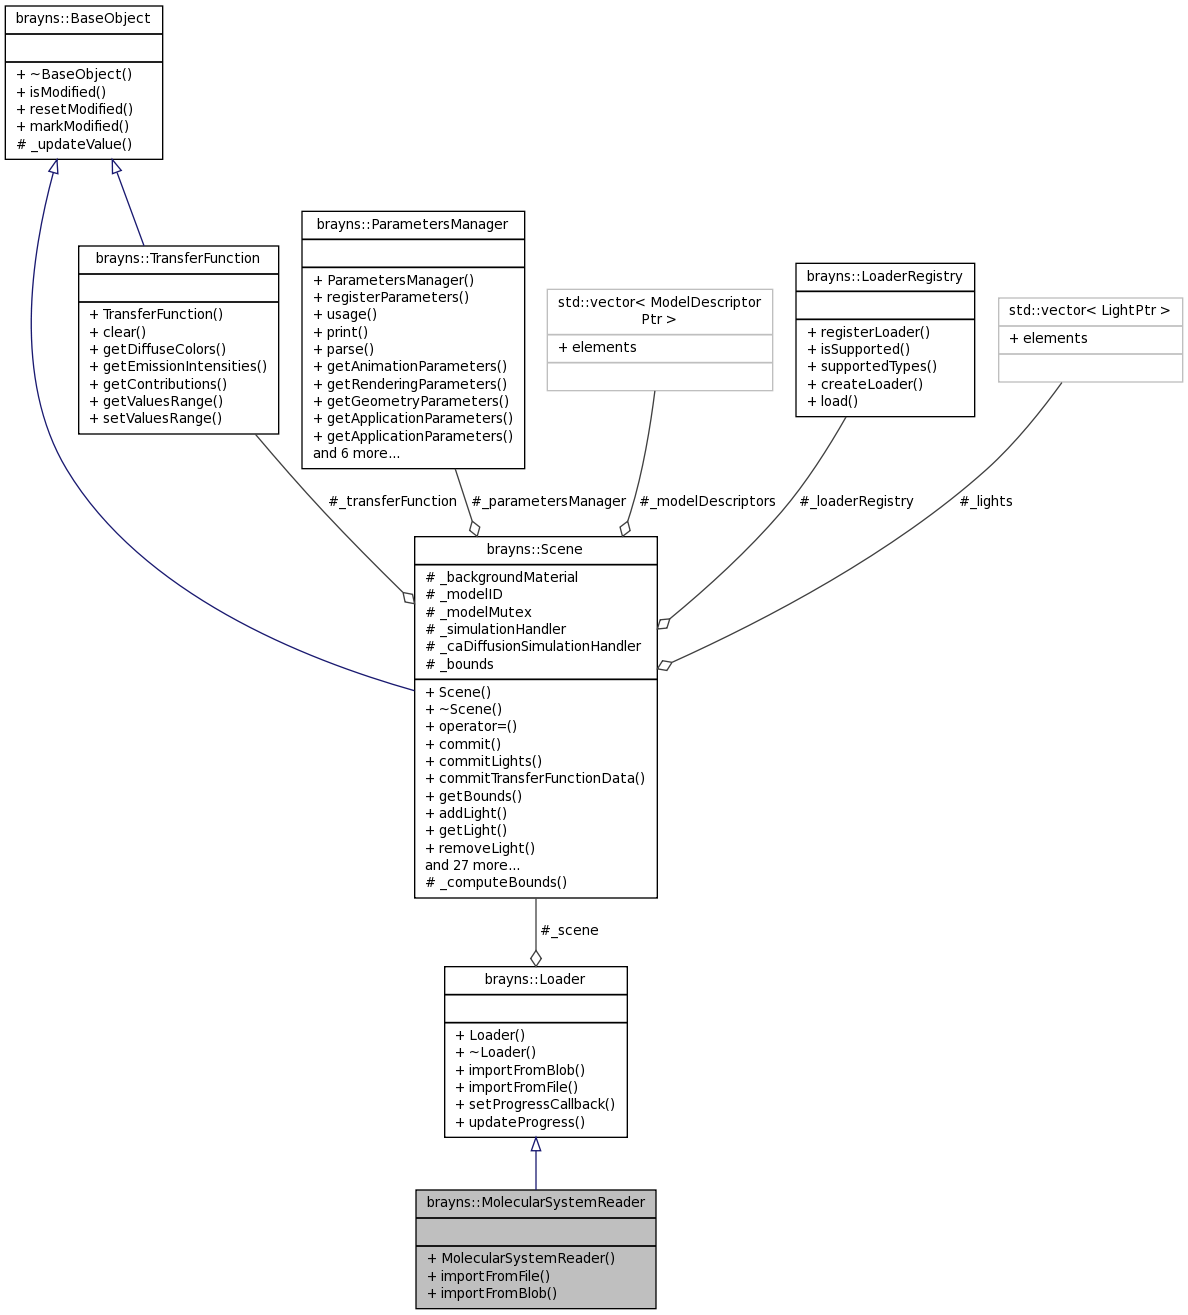 brayns::BaseObject
+ ~BaseObject()
+ isModified()
+ resetModified()
+ markModified()
# _updateValue()
brayns::TransferFunction
+ TransferFunction()
+ clear()
+ getDiffuseColors()
+ getEmissionIntensities()
+ getContributions()
+ getValuesRange()
+ setValuesRange()
brayns::ParametersManager
+ ParametersManager()
+ registerParameters()
+ usage()
+ print()
+ parse()
+ getAnimationParameters()
+ getRenderingParameters()
+ getGeometryParameters()
+ getApplicationParameters()
+ getApplicationParameters()
and 6 more...
std::vector< ModelDescriptor
Ptr >
+ elements
brayns::LoaderRegistry
+ registerLoader()
+ isSupported()
+ supportedTypes()
+ createLoader()
+ load()
std::vector< LightPtr >
+ elements
#_transferFunction
#_parametersManager
#_modelDescriptors
#_loaderRegistry
#_lights
brayns::Scene
# _backgroundMaterial
# _modelID
# _modelMutex
# _simulationHandler
# _caDiffusionSimulationHandler
# _bounds
+ Scene()
+ ~Scene()
+ operator=()
+ commit()
+ commitLights()
+ commitTransferFunctionData()
+ getBounds()
+ addLight()
+ getLight()
+ removeLight()
and 27 more...
# _computeBounds()
#_scene
brayns::Loader
+ Loader()
+ ~Loader()
+ importFromBlob()
+ importFromFile()
+ setProgressCallback()
+ updateProgress()
brayns::MolecularSystemReader
+ MolecularSystemReader()
+ importFromFile()
+ importFromBlob()